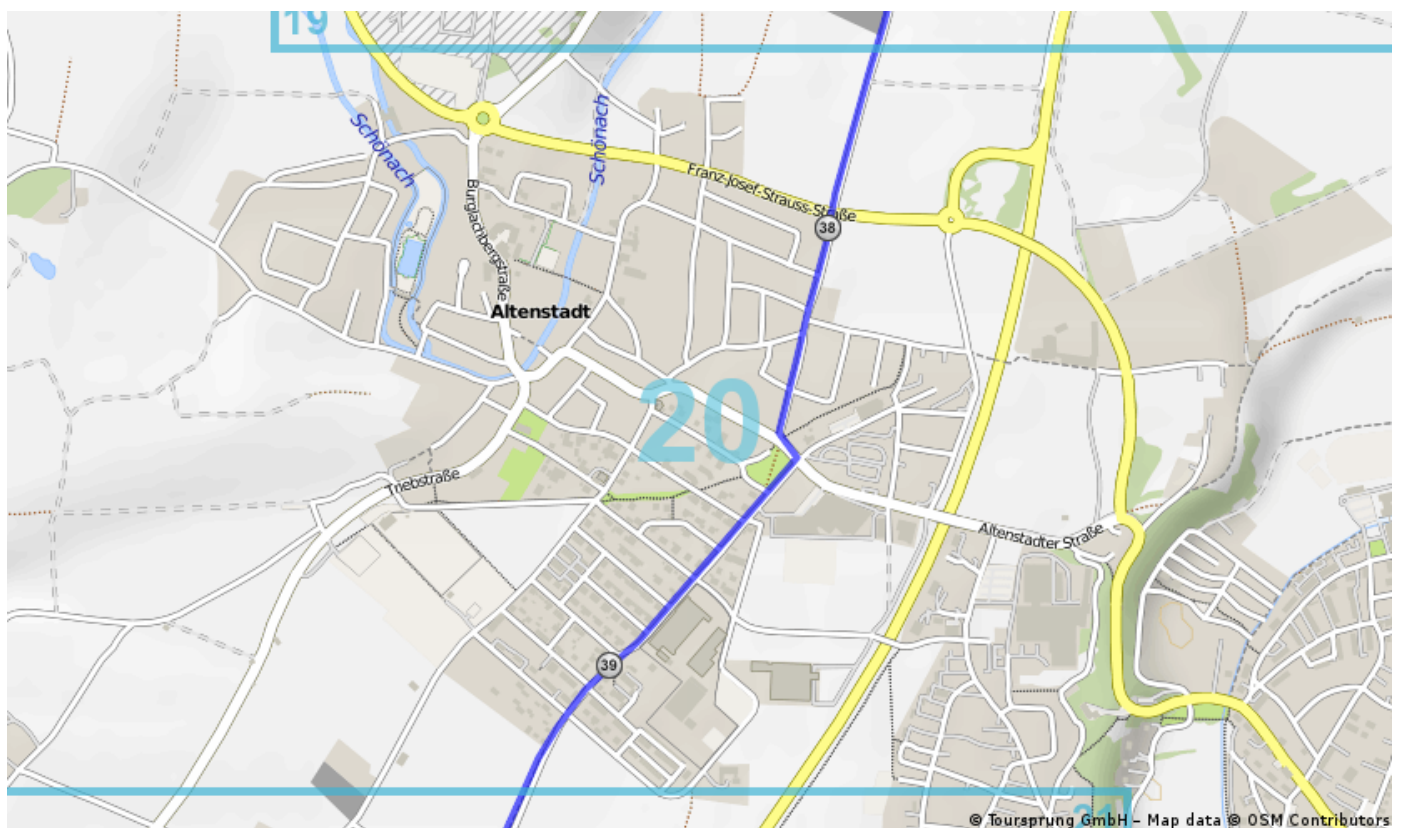 19
Schönach
Schönach
Franz-Josef-Strauss-Straße
Burglachbergstraße
38
Altenstadt
20
Triebstraße
Altenstadter Straße
39
21
© Toursprung GmbH - Map data © OSM Contributors